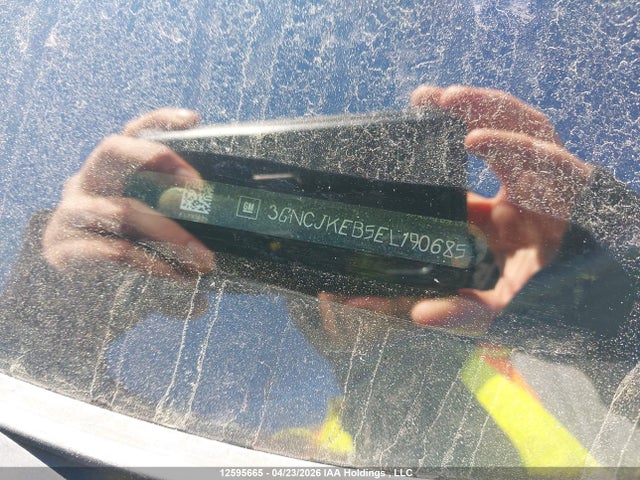 GM 3GNCJKEB5EL190685
12595665 - 04/23/2026 IAA Holdings , LLC